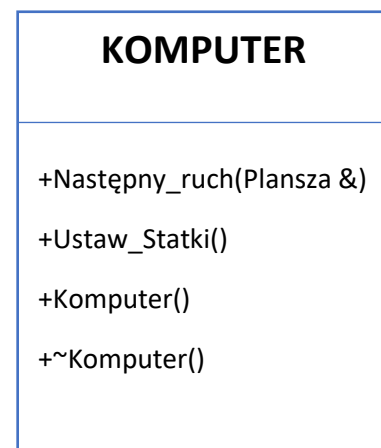 KOMPUTER
+Następny_ruch(Plansza &)
+Ustaw_Statki()
+Komputer()
+~Komputer()